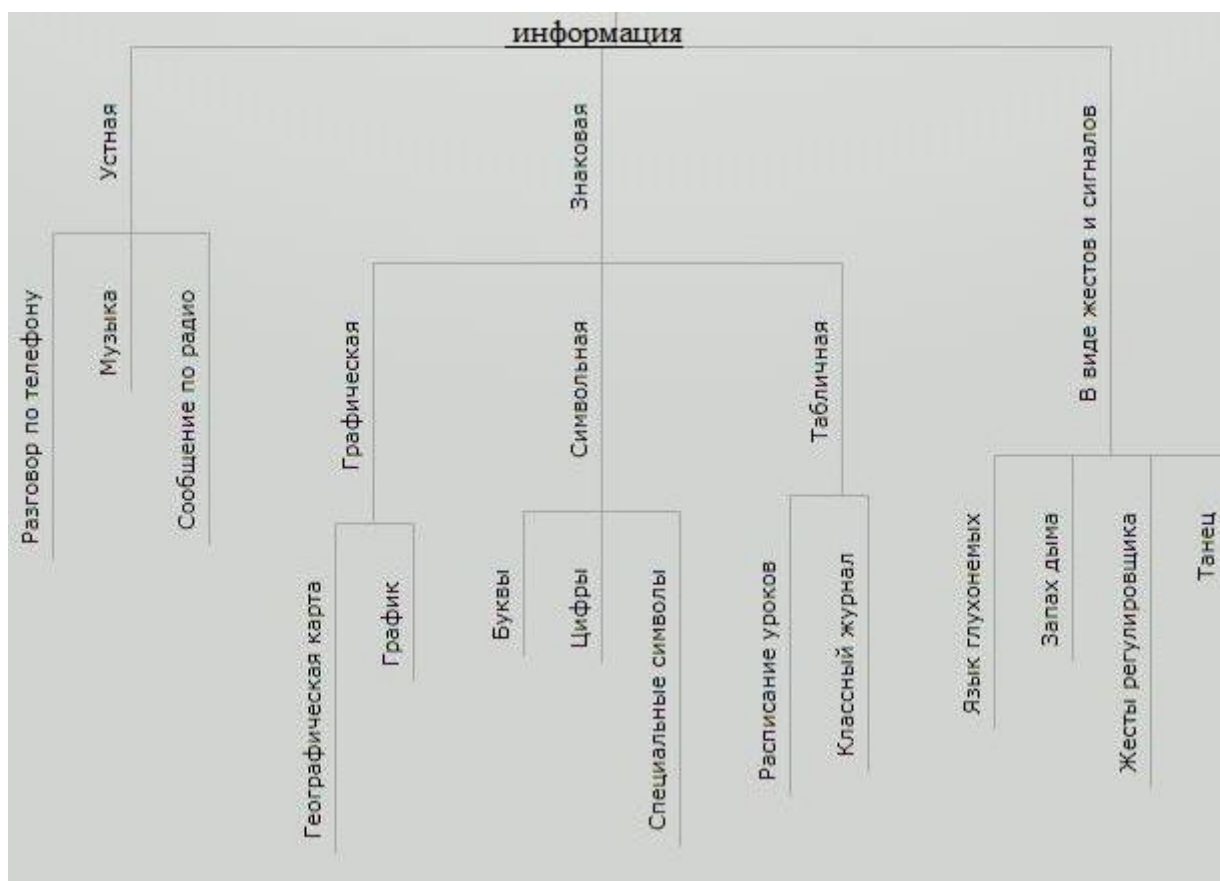 информация
Устная
Разговор по телефону
Музыка
Сообщение по радио
Знаковая
Графическая
Географическая карта
График
Символьная
Буквы
Цифры
Специальные символы
Табличная
Расписание уроков
Классный журнал
В виде жестов и сигналов
Язык глухонемых
Запах дыма
Жесты регулировщика
Танец